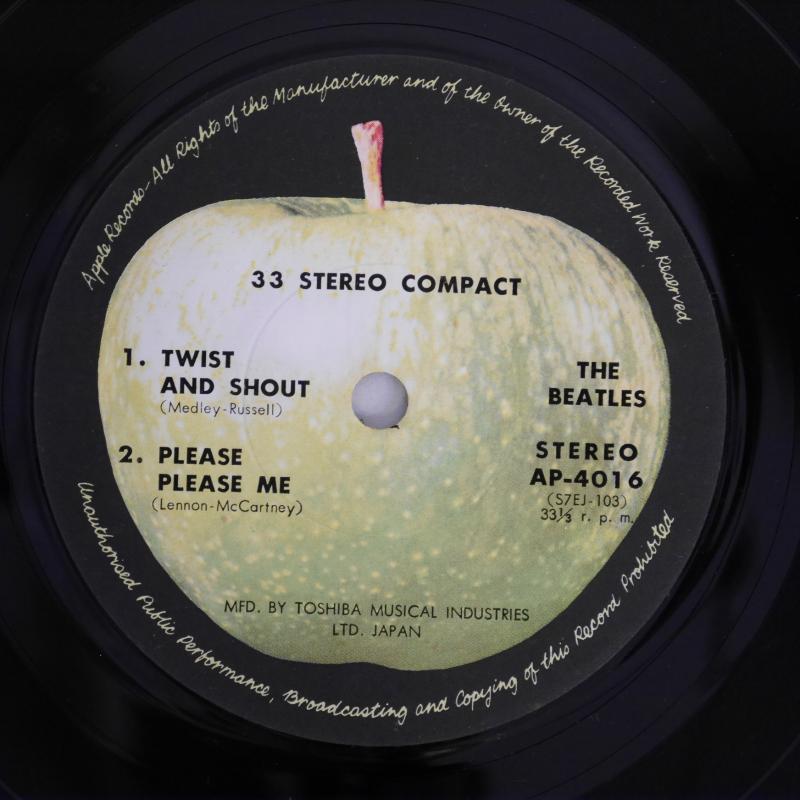 Apple Records-All Rights of the Manufacturer and of the Owner of the Recorded Work Reserved
33 STEREO COMPACT
1. TWIST
AND SHOUT
(Medley-Russell)
2. PLEASE
PLEASE ME
(Lennon-McCartney)
THE
BEATLES
STEREO
AP-4016
(S7EJ-103)
33⅓ r. p. m.
MFD. BY TOSHIBA MUSICAL INDUSTRIES
LTD. JAPAN
Unauthorised Public Performance, Broadcasting and Copying of this Record Prohibited